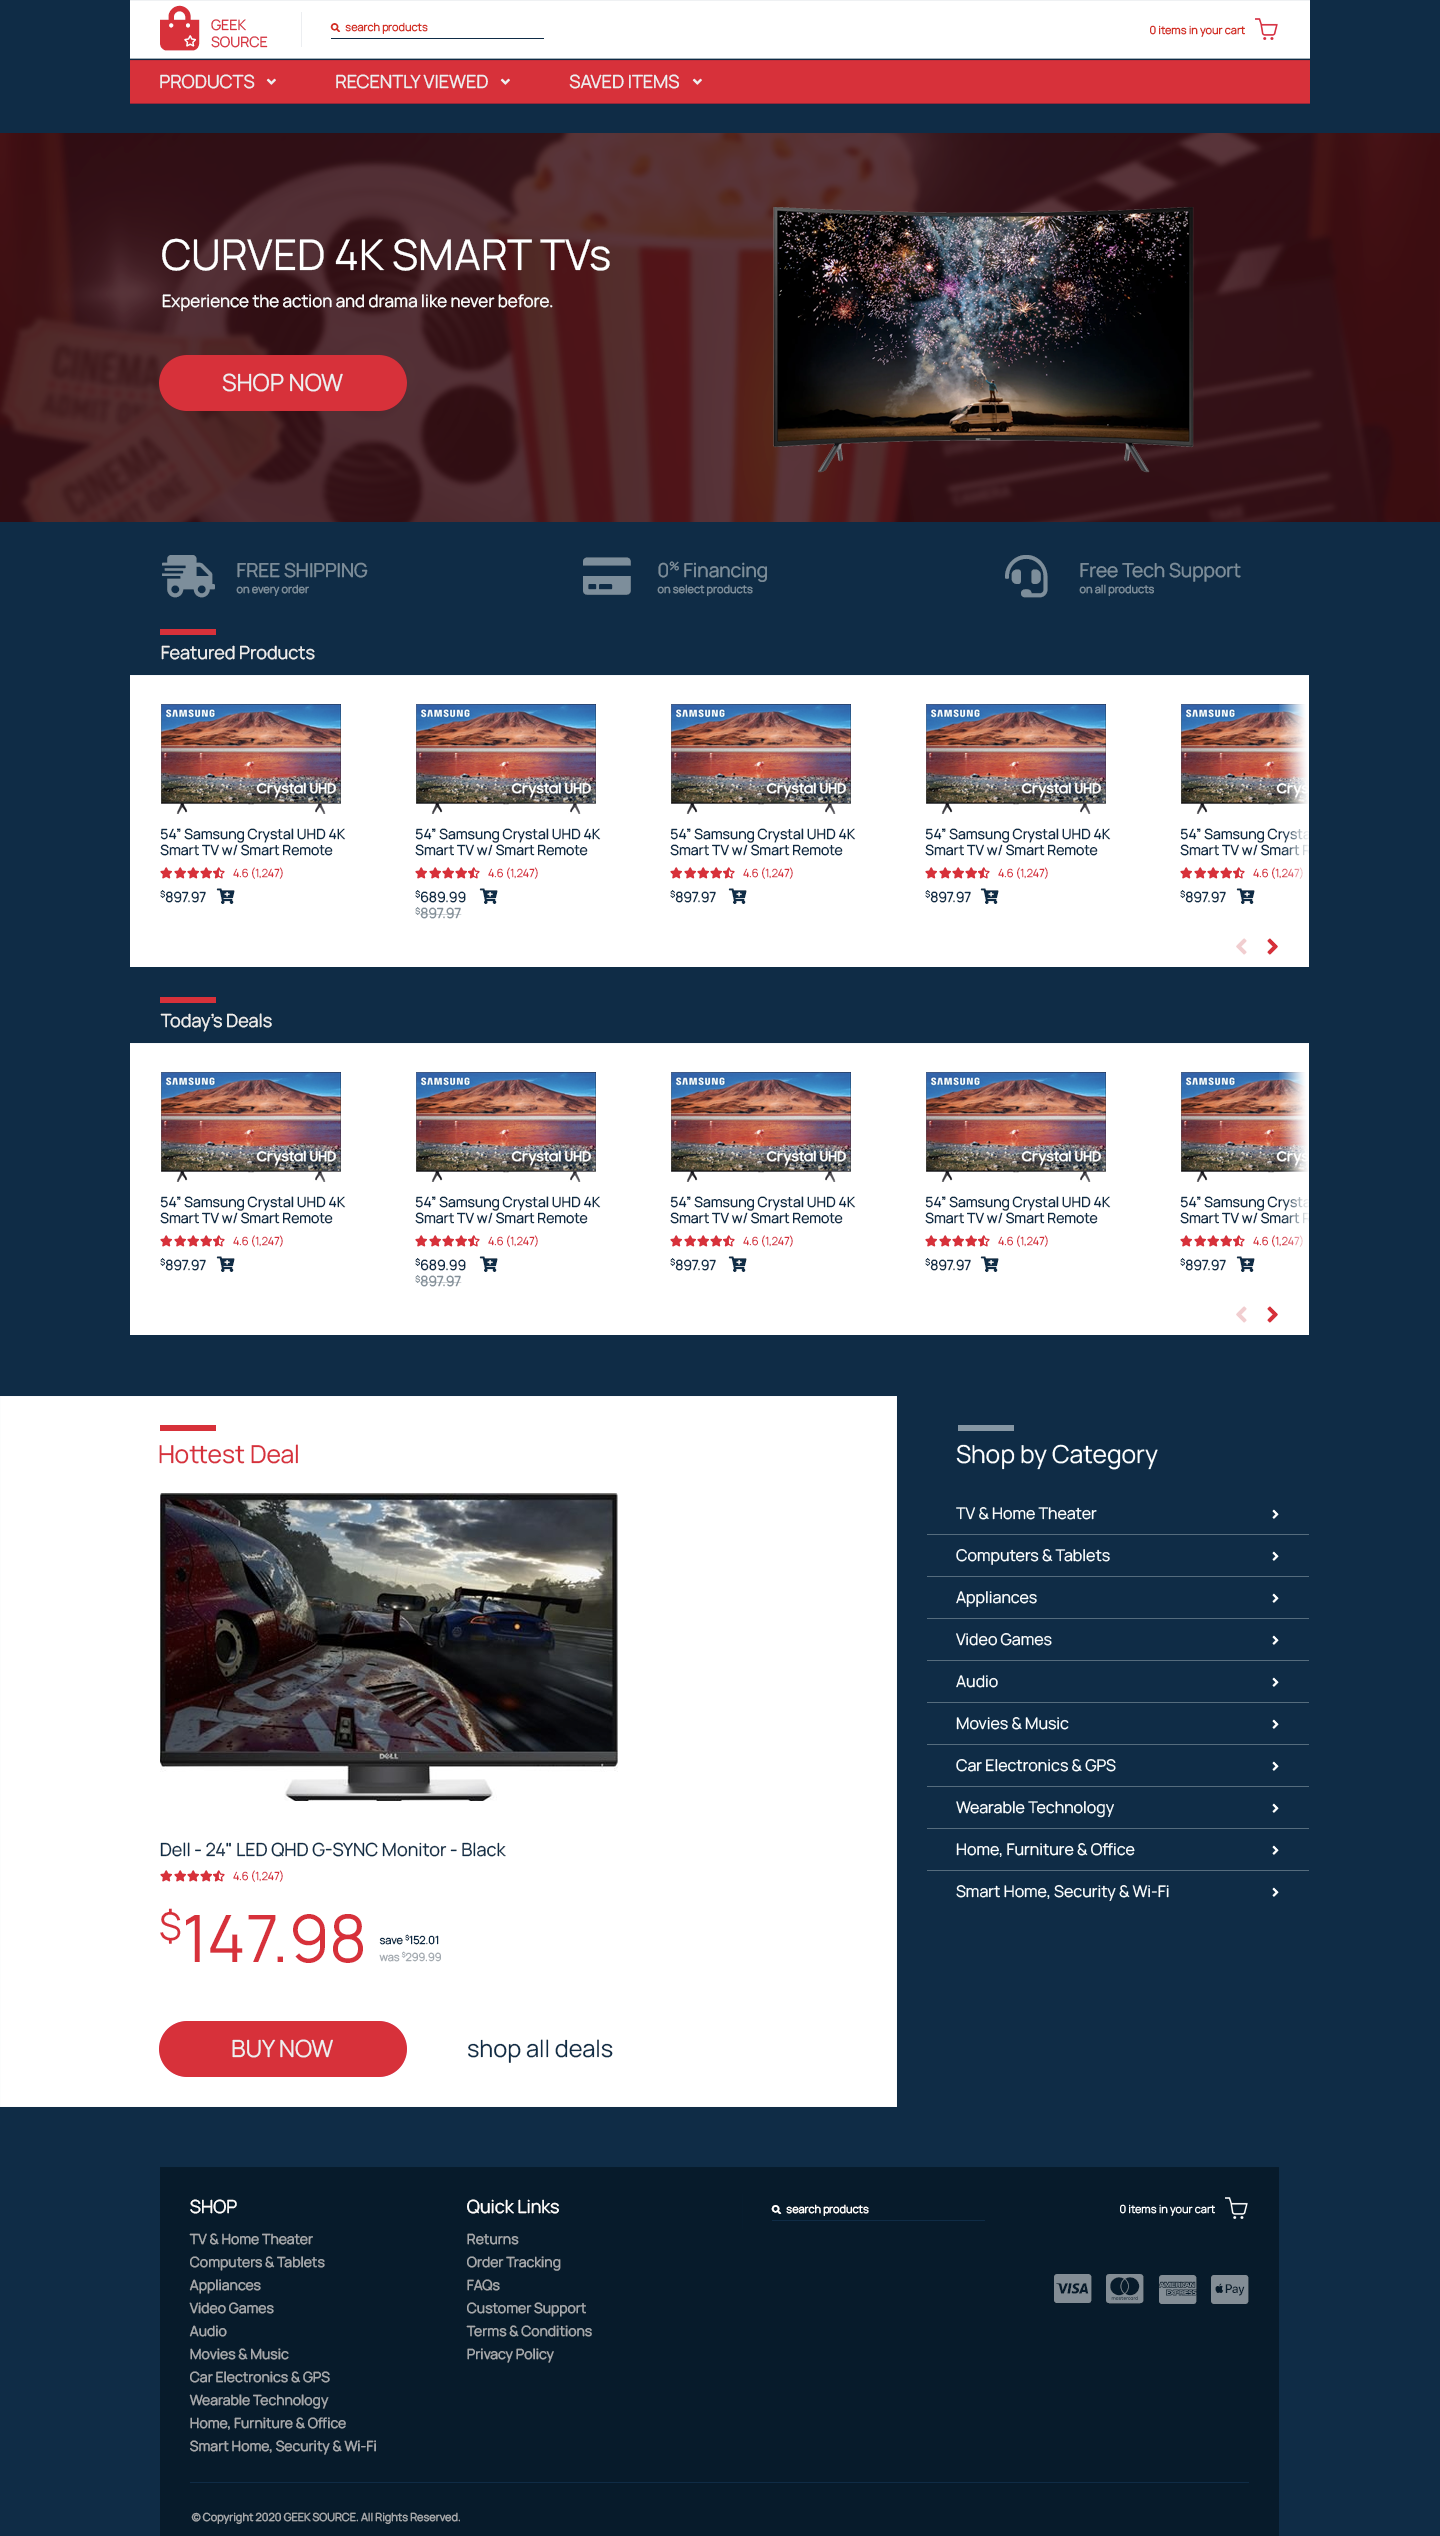 GEEK
SOURCE
search products
0 items in your cart
PRODUCTS
RECENTLY VIEWED
SAVED ITEMS
CURVED 4K SMART TVs
Experience the action and drama like never before.
SHOP NOW
CINEMA
FREE SHIPPING
on every order
0% Financing
on select products
Free Tech Support
on all products
Featured Products
SAMSUNG
Crystal UHD
54” Samsung Crystal UHD 4K
Smart TV w/ Smart Remote
4.6 (1,247)
$897.97
SAMSUNG
Crystal UHD
54” Samsung Crystal UHD 4K
Smart TV w/ Smart Remote
4.6 (1,247)
$689.99
$897.97
SAMSUNG
Crystal UHD
54” Samsung Crystal UHD 4K
Smart TV w/ Smart Remote
4.6 (1,247)
$897.97
SAMSUNG
Crystal UHD
54” Samsung Crystal UHD 4K
Smart TV w/ Smart Remote
4.6 (1,247)
$897.97
SAMSUNG
Crys
54” Samsung Crysta
Smart TV w/ Smart R
4.6 (1,247)
$897.97
Today’s Deals
SAMSUNG
Crystal UHD
54” Samsung Crystal UHD 4K
Smart TV w/ Smart Remote
4.6 (1,247)
$897.97
SAMSUNG
Crystal UHD
54” Samsung Crystal UHD 4K
Smart TV w/ Smart Remote
4.6 (1,247)
$689.99
$897.97
SAMSUNG
Crystal UHD
54” Samsung Crystal UHD 4K
Smart TV w/ Smart Remote
4.6 (1,247)
$897.97
SAMSUNG
Crystal UHD
54” Samsung Crystal UHD 4K
Smart TV w/ Smart Remote
4.6 (1,247)
$897.97
SAMSUNG
Crys
54” Samsung Crysta
Smart TV w/ Smart R
4.6 (1,247)
$897.97
Hottest Deal
DELL
Dell - 24" LED QHD G-SYNC Monitor - Black
4.6 (1,247)
$147.98
save $152.01
was $299.99
BUY NOW
shop all deals
Shop by Category
TV & Home Theater
Computers & Tablets
Appliances
Video Games
Audio
Movies & Music
Car Electronics & GPS
Wearable Technology
Home, Furniture & Office
Smart Home, Security & Wi-Fi
SHOP
TV & Home Theater
Computers & Tablets
Appliances
Video Games
Audio
Movies & Music
Car Electronics & GPS
Wearable Technology
Home, Furniture & Office
Smart Home, Security & Wi-Fi
Quick Links
Returns
Order Tracking
FAQs
Customer Support
Terms & Conditions
Privacy Policy
search products
0 items in your cart
VISA
mastercard
AMERICAN
EXPRESS
Pay
© Copyright 2020 GEEK SOURCE. All Rights Reserved.